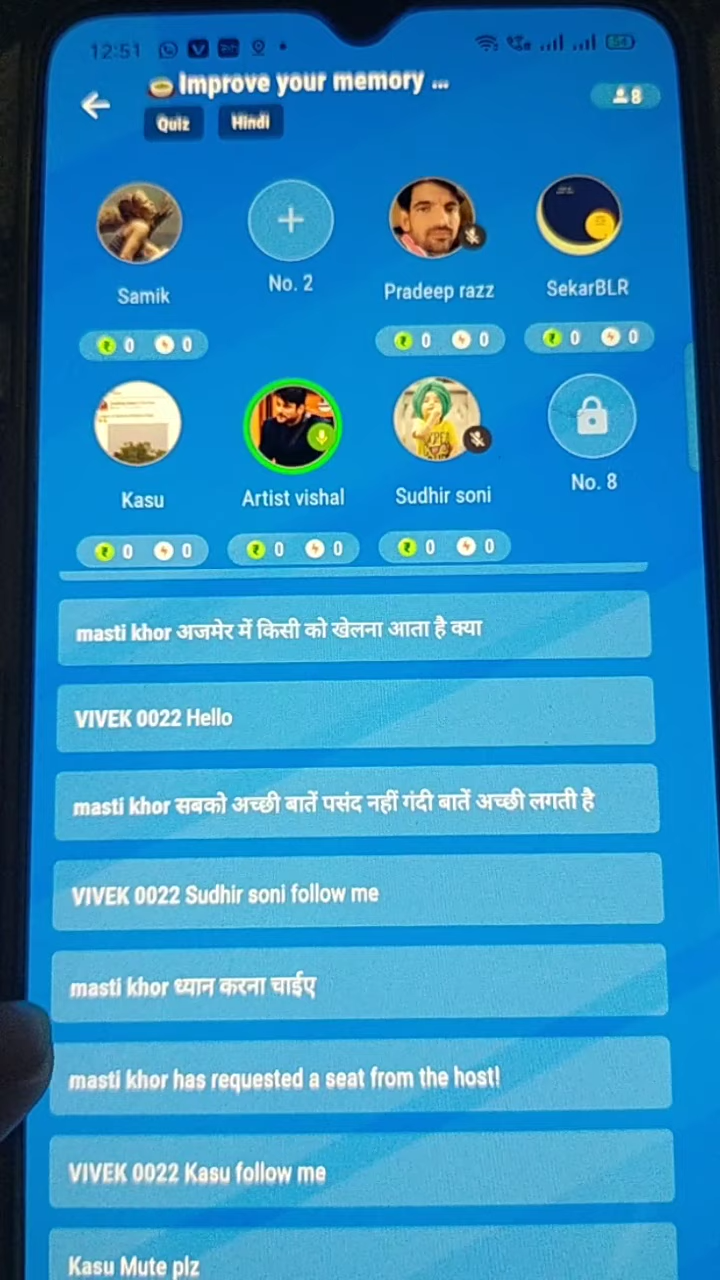 12:51
54
Improve your memory ...
8
Quiz Hindi
Samik No. 2 Pradeep razz SekarBLR
0 0 0 0 0 0
Kasu Artist vishal Sudhir soni No. 8
0 0 0 0 0 0
masti khor अजमेर में किसी को खेलना आता है क्या
VIVEK 0022 Hello
masti khor सबको अच्छी बातें पसंद नहीं गंदी बातें अच्छी लगती है
VIVEK 0022 Sudhir soni follow me
masti khor ध्यान करना चाईए
masti khor has requested a seat from the host!
VIVEK 0022 Kasu follow me
Kasu Mute plz